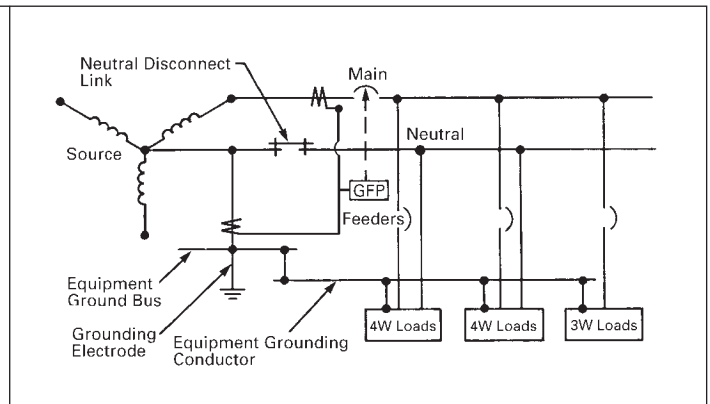 Neutral Disconnect
Link
Main
Source
Neutral
GFP
Feeders
Equipment
Ground Bus
Grounding
Electrode
Equipment Grounding
Conductor
4W Loads
4W Loads
3W Loads